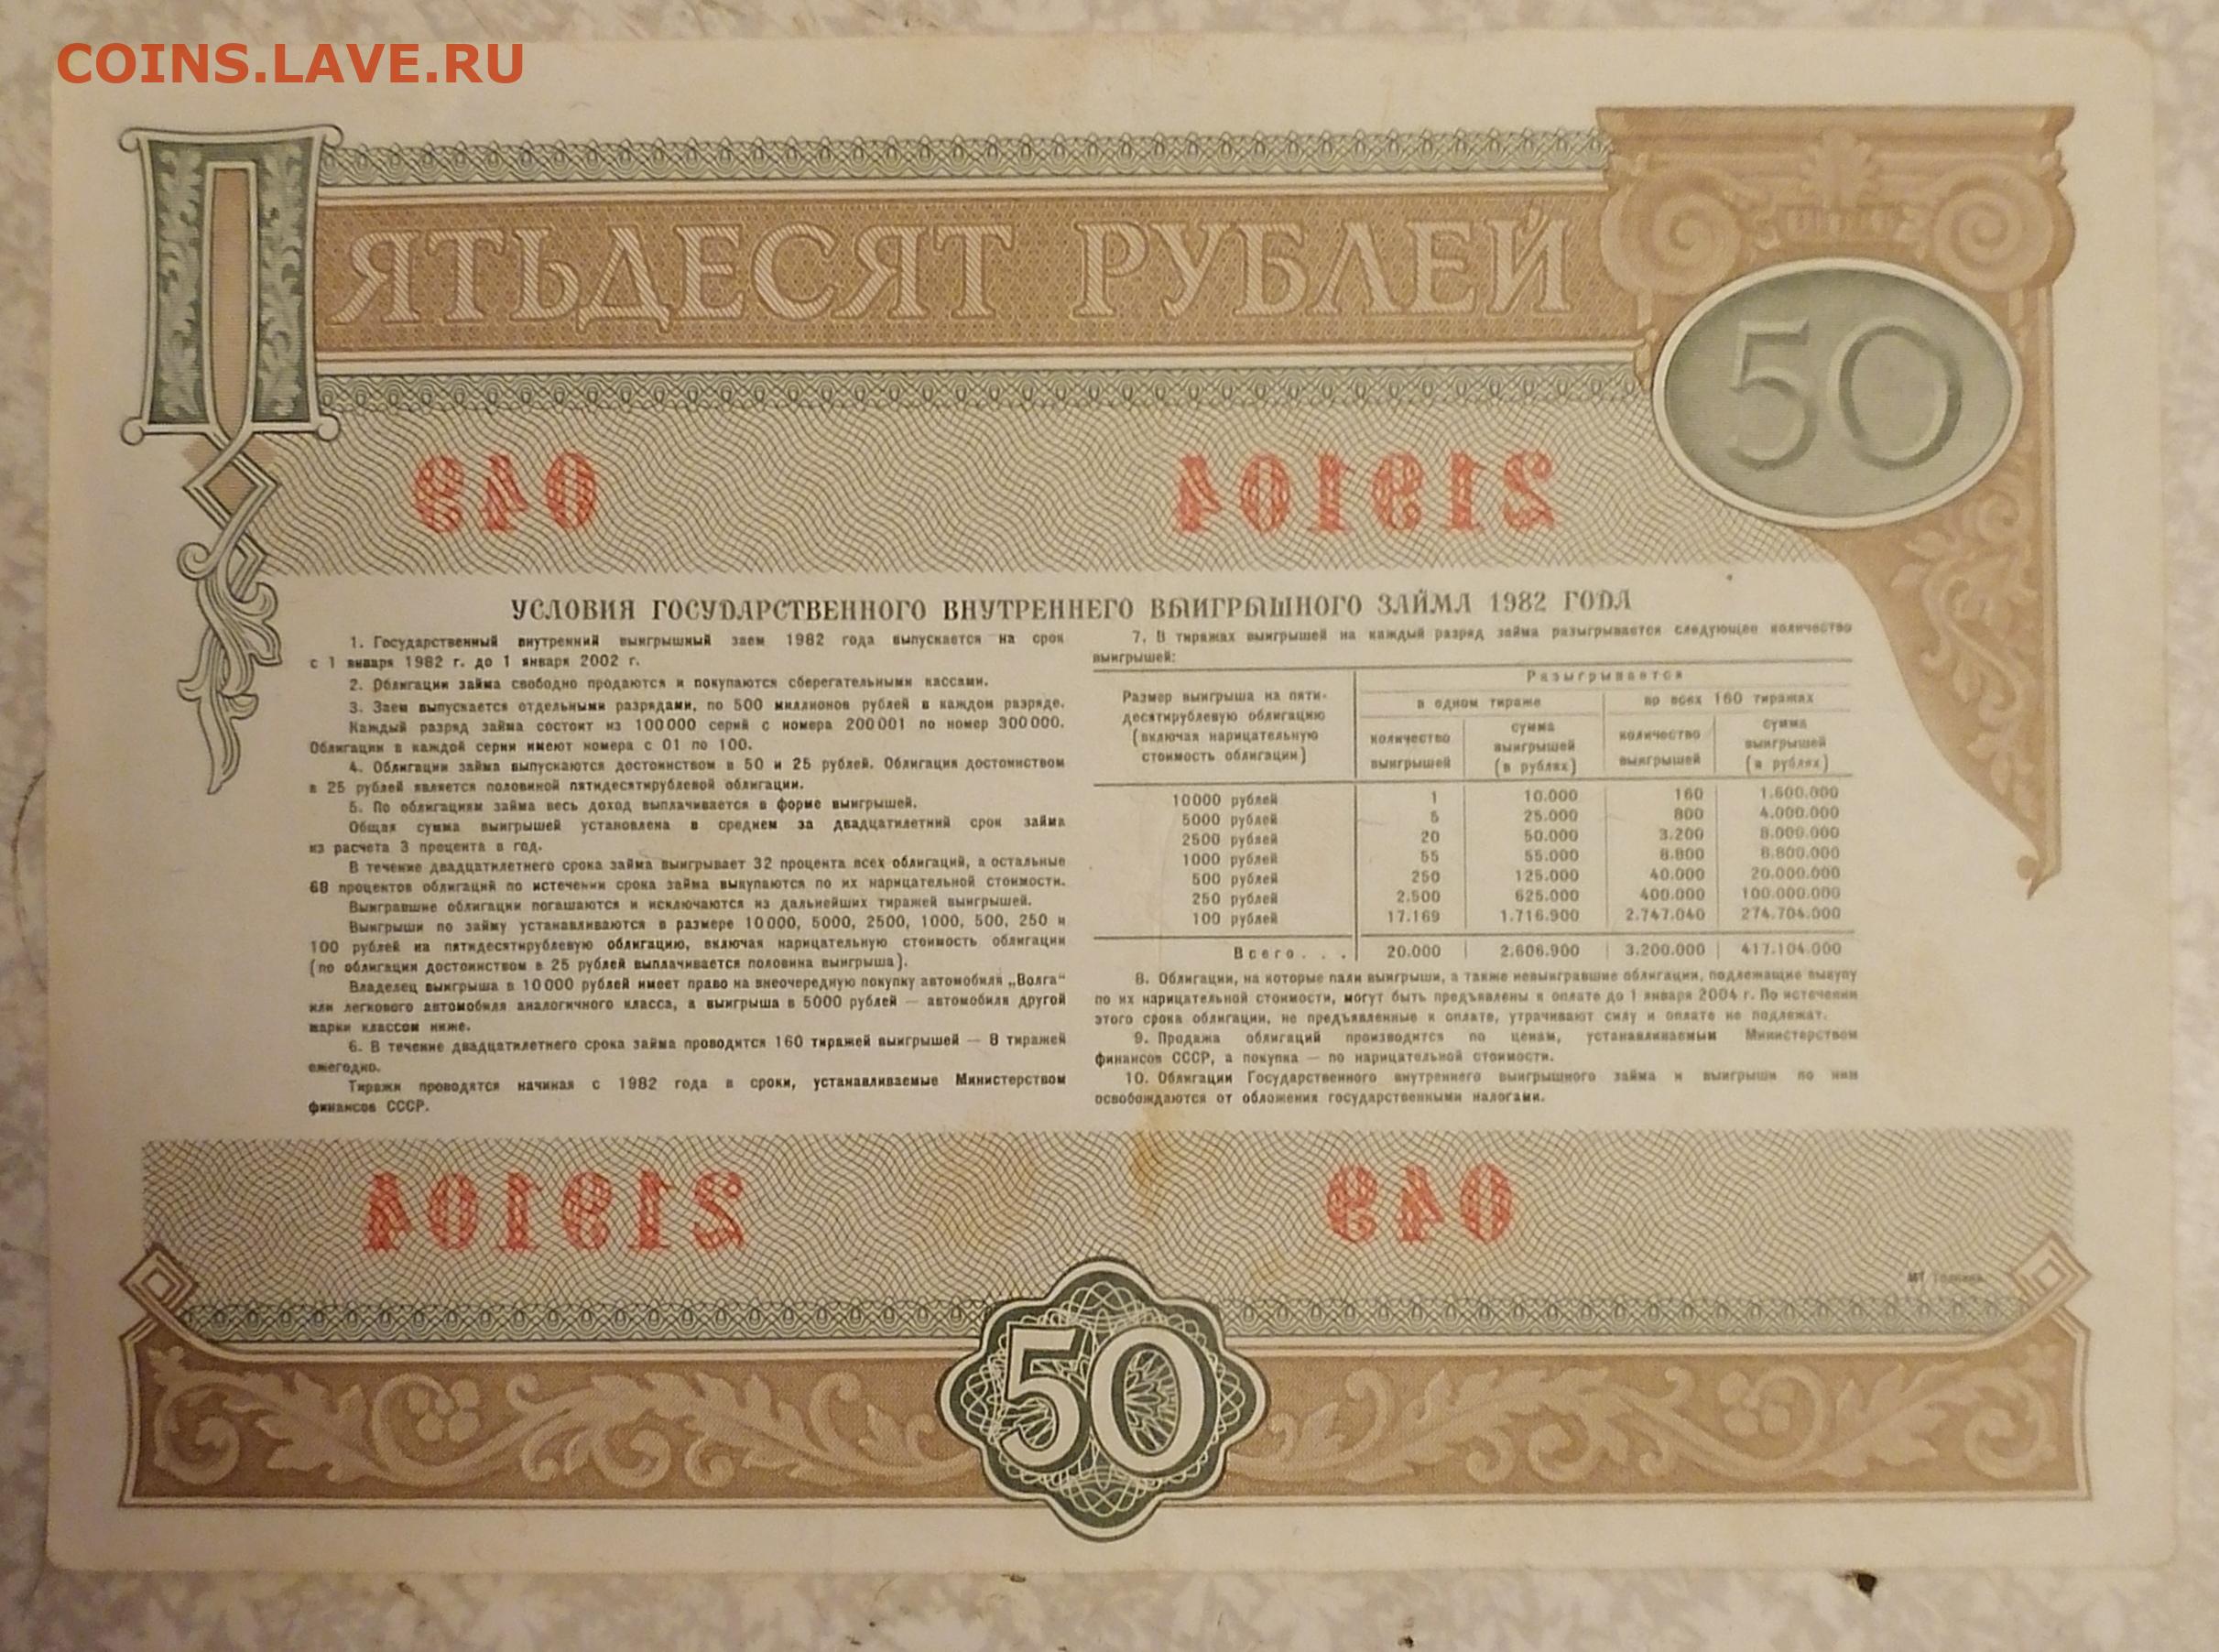 COINS.LAVE.RU
ПЯТЬДЕСЯТ РУБЛЕЙ
50
049 219104
УСЛОВИЯ ГОСУДАРСТВЕННОГО ВНУТРЕННЕГО ВЫИГРЫШНОГО ЗАЙМА 1982 ГОДА
1. Государственный внутренний выигрышный заем 1982 года выпускается на срок
с 1 января 1982 г. до 1 января 2002 г.
2. Облигации займа свободно продаются и покупаются сберегательными кассами.
3. Заем выпускается отдельными разрядами, по 500 миллионов рублей в каждом разряде.
Каждый разряд займа состоит из 100 000 серий с номера 200 001 по номер 300 000.
Облигации в каждой серии имеют номера с 01 по 100.
4. Облигации займа выпускаются достоинством в 50 и 25 рублей. Облигация достоинством
в 25 рублей является половиной пятидесятирублевой облигации.
5. По облигациям займа весь доход выплачивается в форме выигрышей.
Общая сумма выигрышей установлена в среднем за двадцатилетний срок займа
из расчета 3 процента в год.
В течение двадцатилетнего срока займа выигрывает 32 процента всех облигаций, а остальные
68 процентов облигаций по истечении срока займа выкупаются по их нарицательной стоимости.
Выигравшие облигации погашаются и исключаются из дальнейших тиражей выигрышей.
Выигрыши по займу устанавливаются в размере 10 000, 5000, 2500, 1000, 500, 250 и
100 рублей на пятидесятирублевую облигацию, включая нарицательную стоимость облигации
(по облигации достоинством в 25 рублей выплачивается половина выигрыша).
Владелец выигрыша в 10 000 рублей имеет право на внеочередную покупку автомобиля „Волга“
или легкового автомобиля аналогичного класса, а выигрыша в 5000 рублей — автомобиля другой
марки классом ниже.
6. В течение двадцатилетнего срока займа проводится 160 тиражей выигрышей — 8 тиражей
ежегодно.
Тиражи проводятся начиная с 1982 года в сроки, устанавливаемые Министерством
финансов СССР.
7. В тиражах выигрышей на каждый разряд займа разыгрывается следующее количество
выигрышей:
Размер выигрыша на пяти-
десятирублевую облигацию
(включая нарицательную
стоимость облигации)
Разыгрывается
в одном тираже во всех 160 тиражах
количество выигрышей сумма выигрышей (в рублях) количество выигрышей сумма выигрышей (в рублях)
10 000 рублей 1 10.000 160 1.600.000
5000 рублей 5 25.000 800 4.000.000
2500 рублей 20 50.000 3.200 8.000.000
1000 рублей 55 55.000 8.800 8.800.000
500 рублей 250 125.000 40.000 20.000.000
250 рублей 2.500 625.000 400.000 100.000.000
100 рублей 17.169 1.716.900 2.747.040 274.704.000
Всего . . . 20.000 2.606.900 3.200.000 417.104.000
8. Облигации, на которые пали выигрыши, а также невыигравшие облигации, подлежащие выкупу
по их нарицательной стоимости, могут быть предъявлены к оплате до 1 января 2004 г. По истечении
этого срока облигации, не предъявленные к оплате, утрачивают силу и оплате не подлежат.
9. Продажа облигаций производится по ценам, устанавливаемым Министерством
финансов СССР, а покупка — по нарицательной стоимости.
10. Облигации Государственного внутреннего выигрышного займа и выигрыши по ним
освобождаются от обложения государственными налогами.
219104 049
50